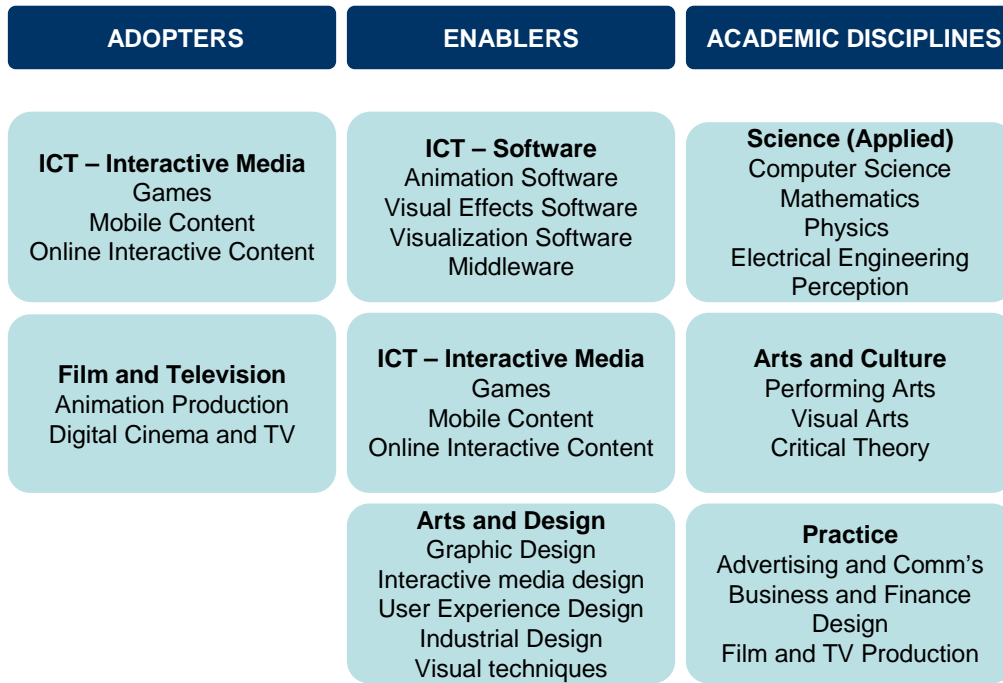 ADOPTERS
ENABLERS
ACADEMIC DISCIPLINES
ICT – Interactive Media
Games
Mobile Content
Online Interactive Content
Film and Television
Animation Production
Digital Cinema and TV
ICT – Software
Animation Software
Visual Effects Software
Visualization Software
Middleware
ICT – Interactive Media
Games
Mobile Content
Online Interactive Content
Arts and Design
Graphic Design
Interactive media design
User Experience Design
Industrial Design
Visual techniques
Science (Applied)
Computer Science
Mathematics
Physics
Electrical Engineering
Perception
Arts and Culture
Performing Arts
Visual Arts
Critical Theory
Practice
Advertising and Comm’s
Business and Finance
Design
Film and TV Production